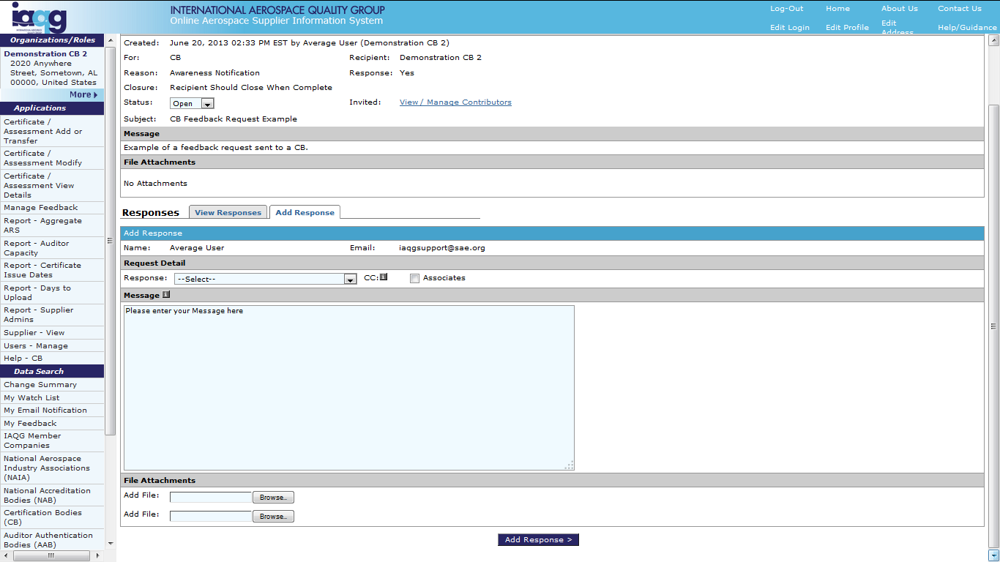 iaqg
INTERNATIONAL AEROSPACE QUALITY GROUP
Online Aerospace Supplier Information System
Log-Out Home About Us Contact Us
Edit Login Edit Profile Edit Address Help/Guidance
Organizations/Roles
Demonstration CB 2
2020 Anywhere
Street, Sometown, AL
00000, United States
More
Applications
Certificate /
Assessment Add or
Transfer
Certificate /
Assessment Modify
Certificate /
Assessment View
Details
Manage Feedback
Report - Aggregate
ARS
Report - Auditor
Capacity
Report - Certificate
Issue Dates
Report - Days to
Upload
Report - Supplier
Admins
Supplier - View
Users - Manage
Help - CB
Data Search
Change Summary
My Watch List
My Email Notification
My Feedback
IAQG Member
Companies
National Aerospace
Industry Associations
(NAIA)
National Accreditation
Bodies (NAB)
Certification Bodies
(CB)
Auditor Authentication
Bodies (AAB)
Created: June 20, 2013 02:33 PM EST by Average User (Demonstration CB 2)
For: CB Recipient: Demonstration CB 2
Reason: Awareness Notification Response: Yes
Closure: Recipient Should Close When Complete
Status: Open Invited: View / Manage Contributors
Subject: CB Feedback Request Example
Message
Example of a feedback request sent to a CB.
File Attachments
No Attachments
Responses View Responses Add Response
Add Response
Name: Average User Email: iaqgsupport@sae.org
Request Detail
Response: --Select-- CC: Associates
Message
Please enter your Message here
File Attachments
Add File: Browse..
Add File: Browse..
Add Response >